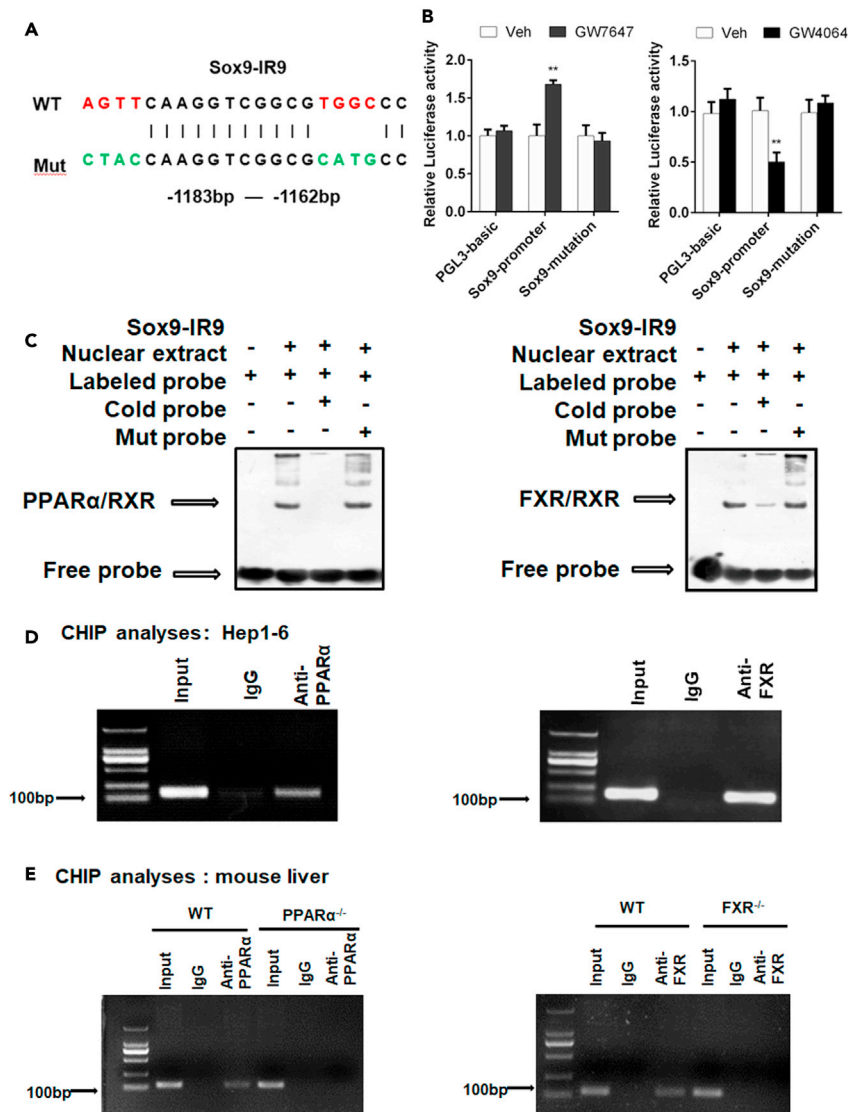 A
Sox9-IR9
WT AGTTCAAGGTCGGCGTGGCCC
Mut CTACCAAGGTCGGCGCATGCC
-1183bp — -1162bp
B
Veh GW7647
Relative Luciferase activity
2.0
1.5
1.0
0.5
0.0
**
PGL3-basic
Sox9-promoter
Sox9-mutation
Veh GW4064
Relative Luciferase activity
1.5
1.0
0.5
0.0
**
PGL3-basic
Sox9-promoter
Sox9-mutation
C
Sox9-IR9
Nuclear extract - + + +
Labeled probe + + + +
Cold probe - - + -
Mut probe - - - +
PPARα/RXR
Free probe
Sox9-IR9
Nuclear extract - + + +
Labeled probe + + + +
Cold probe - - + -
Mut probe - - - +
FXR/RXR
Free probe
D CHIP analyses: Hep1-6
Input
IgG
Anti-
PPARα
100bp
Input
IgG
Anti-
FXR
100bp
E CHIP analyses : mouse liver
WT PPARα-/-
Input
IgG
Anti-
PPARα
Input
IgG
Anti-
PPARα
100bp
WT FXR-/-
Input
IgG
Anti-
FXR
Input
IgG
Anti-
FXR
100bp